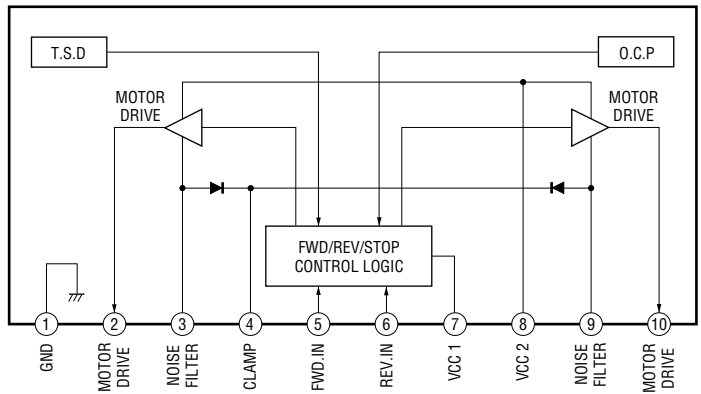 T.S.D
O.C.P
MOTOR
DRIVE
MOTOR
DRIVE
FWD/REV/STOP
CONTROL LOGIC
1
2
3
4
5
6
7
8
9
10
GND
MOTOR
DRIVE
NOISE
FILTER
CLAMP
FWD.IN
REV.IN
VCC 1
VCC 2
NOISE
FILTER
MOTOR
DRIVE